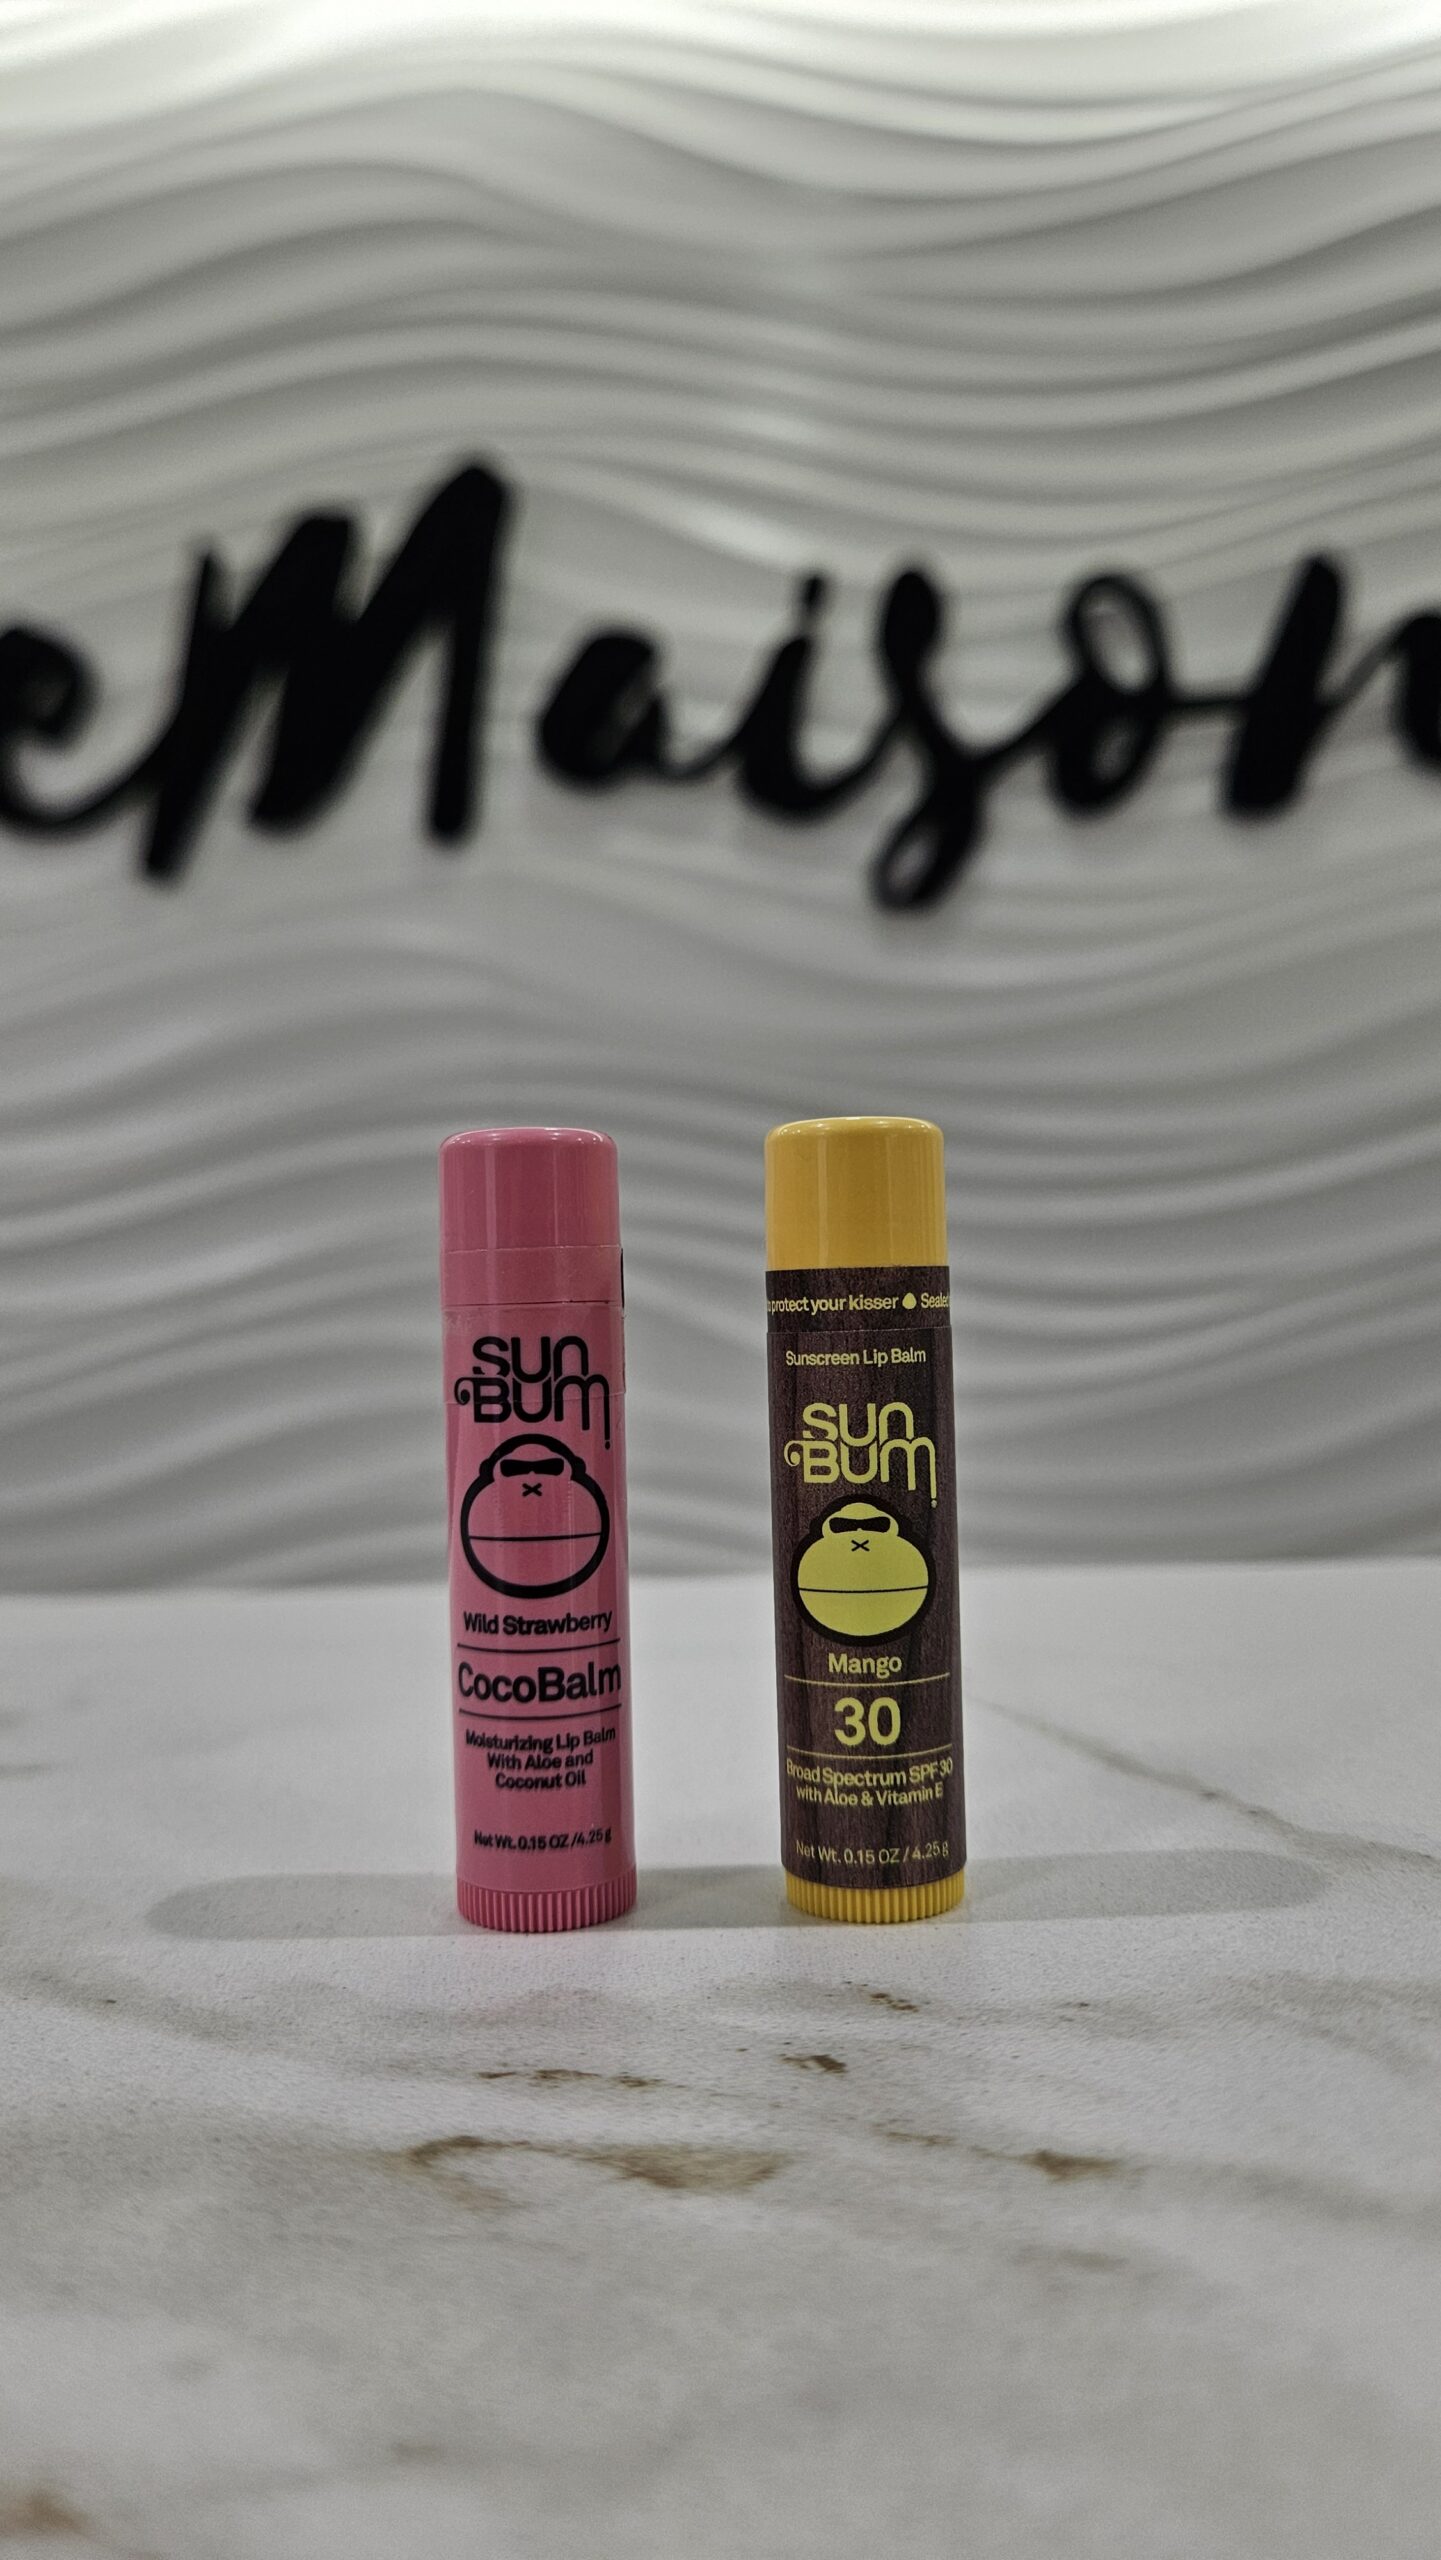 eMaison
SUN
BUM
Wild Strawberry
CocoBalm
Moisturizing Lip Balm
With Aloe and
Coconut Oil
Net Wt. 0.15 OZ / 4.25 g
protect your kisser Sealed
Sunscreen Lip Balm
SUN
BUM
Mango
30
Broad Spectrum SPF 30
with Aloe & Vitamin E
Net Wt. 0.15 OZ / 4.25 g